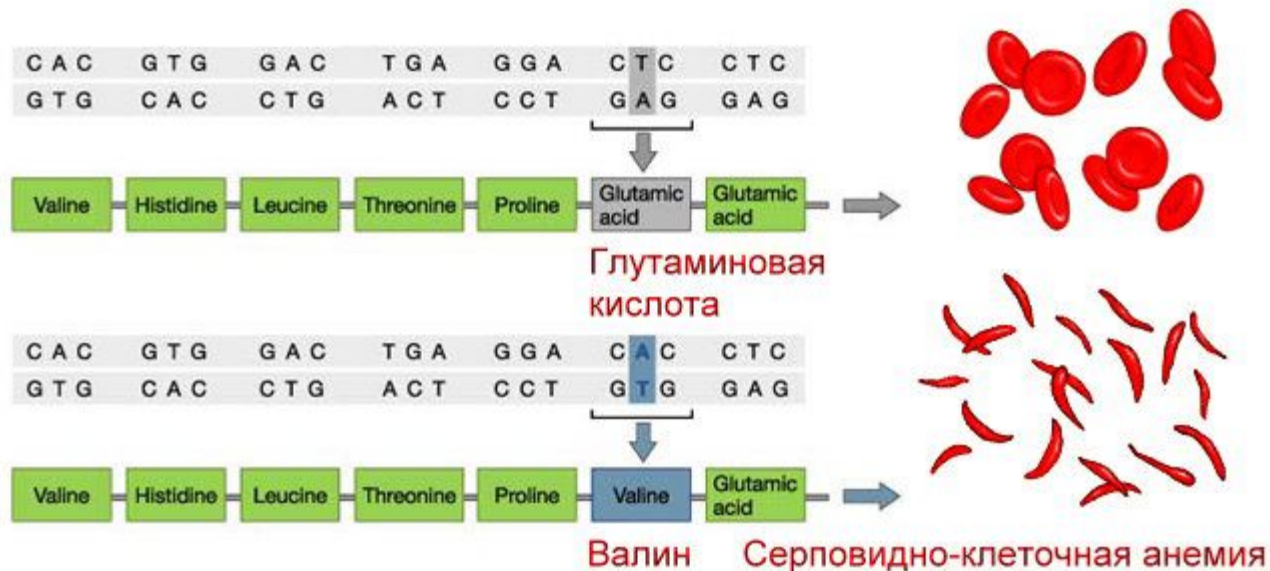 CAC GTG GAC TGA GGA CTC CTC
GTG CAC CTG ACT CCT GAG GAG
Valine Histidine Leucine Threonine Proline Glutamic acid Glutamic acid
Глутаминовая
кислота
CAC GTG GAC TGA GGA CAC CTC
GTG CAC CTG ACT CCT GTG GAG
Valine Histidine Leucine Threonine Proline Valine Glutamic acid
Валин Серповидно-клеточная анемия